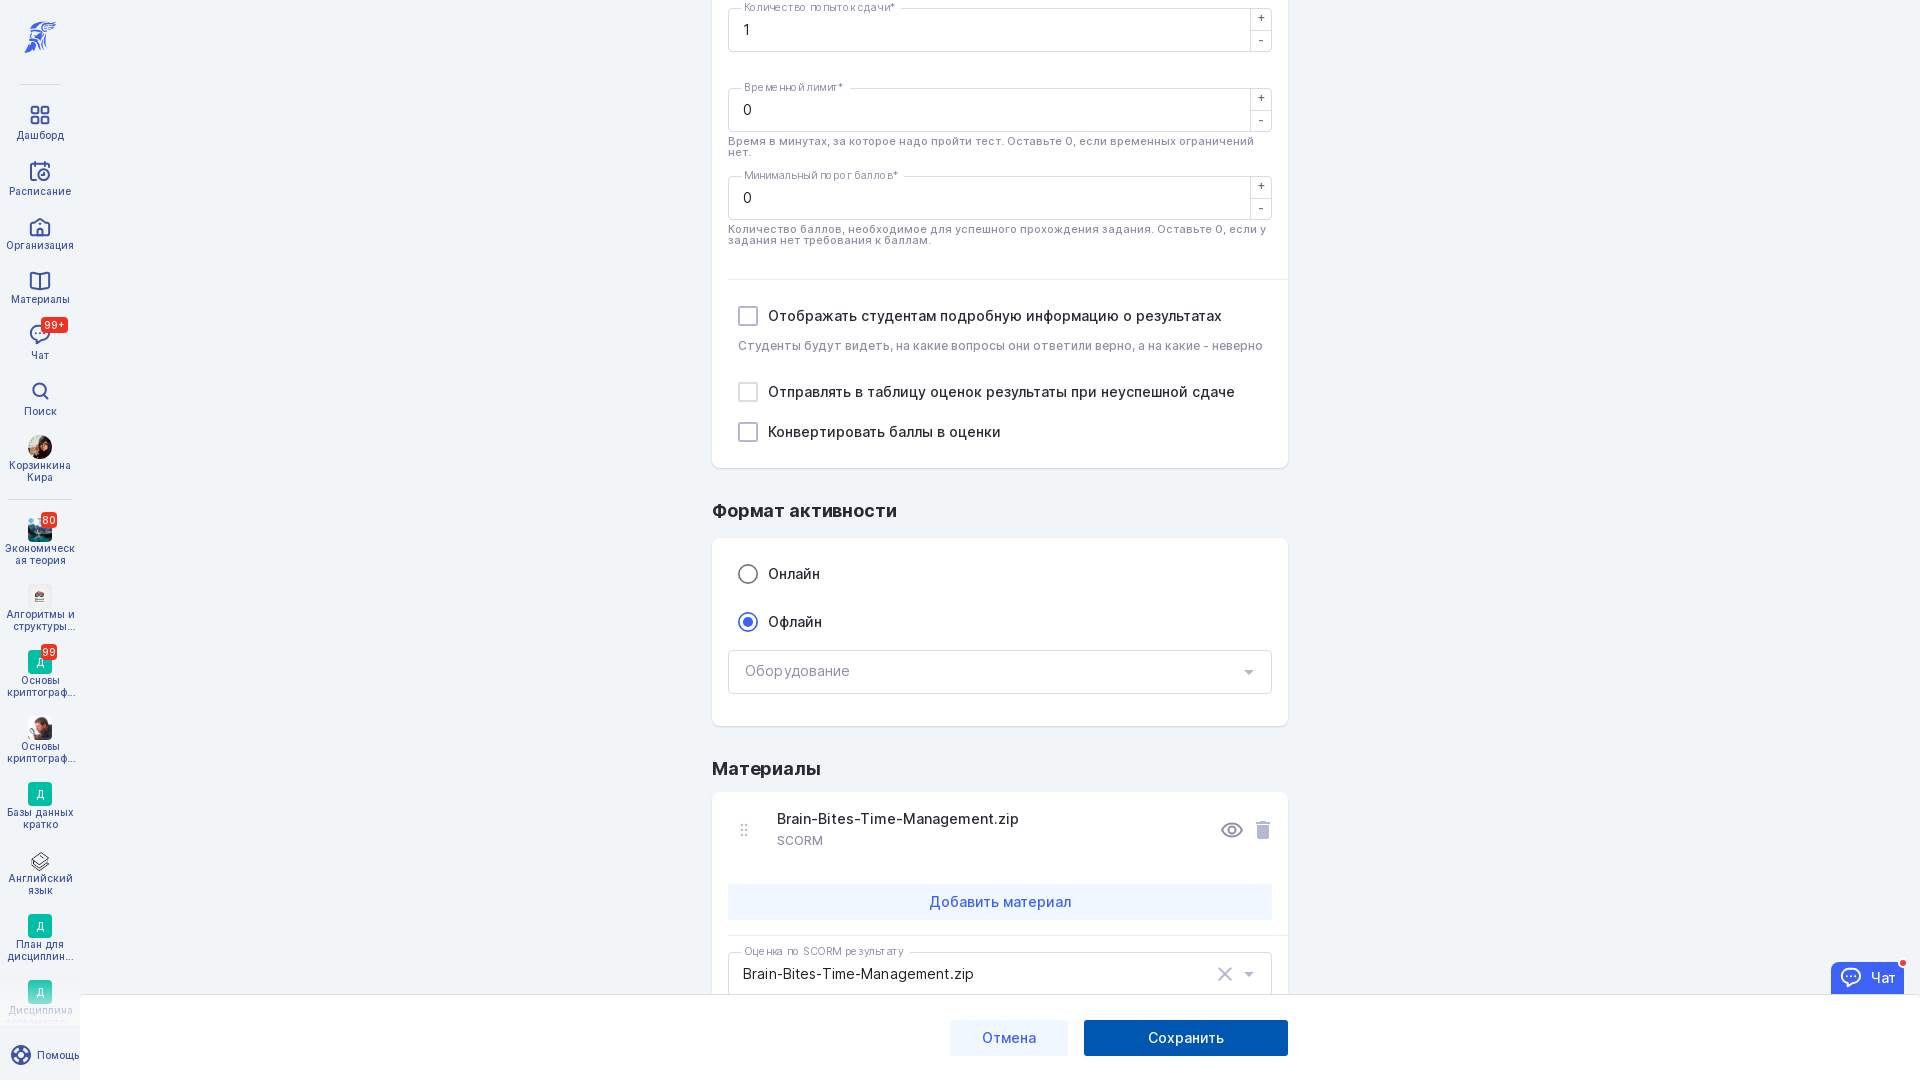 Дашборд
Расписание
Организация
Материалы
99+
Чат
Поиск
Корзинкина
Кира
80
Экономическ
ая теория
Алгоритмы и
структуры...
99
Д
Основы
криптограф...
Основы
криптограф...
Д
Базы данных
кратко
Английский
язык
Д
План для
дисциплин...
Д
Дисциплина
Помощь
Количество попыток сдачи*
1
+
-
Временной лимит*
0
+
-
Время в минутах, за которое надо пройти тест. Оставьте 0, если временных ограничений
нет.
Минимальный порог баллов*
0
+
-
Количество баллов, необходимое для успешного прохождения задания. Оставьте 0, если у
задания нет требования к баллам.
Отображать студентам подробную информацию о результатах
Студенты будут видеть, на какие вопросы они ответили верно, а на какие - неверно
Отправлять в таблицу оценок результаты при неуспешной сдаче
Конвертировать баллы в оценки
Формат активности
Онлайн
Офлайн
Оборудование
Материалы
Brain-Bites-Time-Management.zip
SCORM
Добавить материал
Оценка по SCORM результату
Brain-Bites-Time-Management.zip
Чат
Отмена
Сохранить